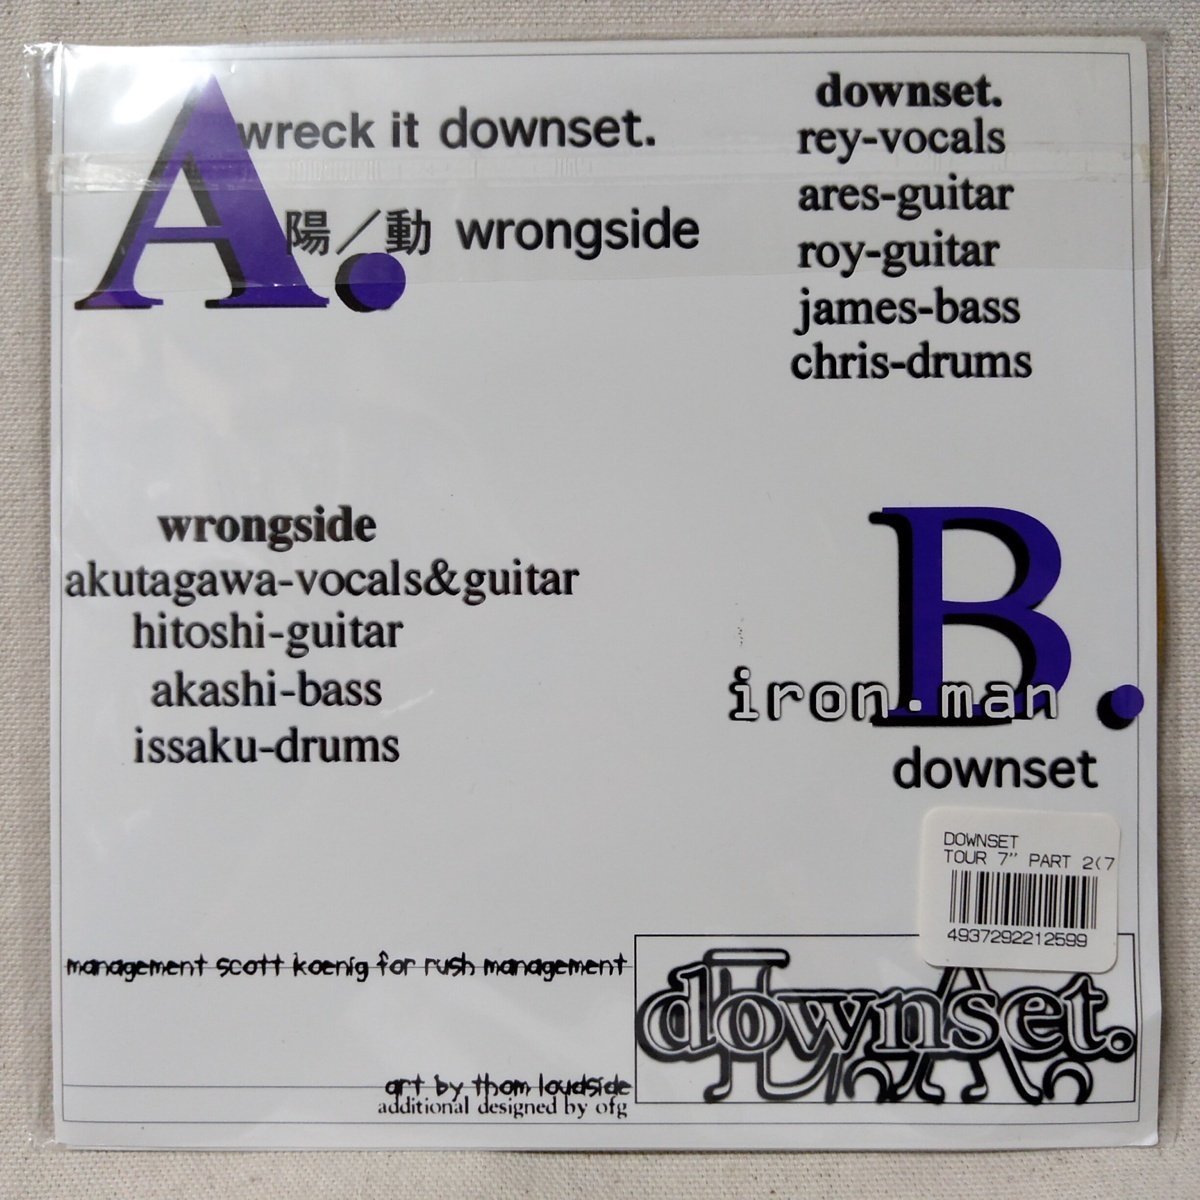 A.
wreck it downset.
陽／動 wrongside
downset.
rey-vocals
ares-guitar
roy-guitar
james-bass
chris-drums
wrongside
akutagawa-vocals&guitar
hitoshi-guitar
akashi-bass
issaku-drums
B.
iron.man
downset
DOWNSET
TOUR 7" PART 2(7
4937292212599
management scott koenig for rush management
downset.
art by thom loudside
additional designed by ofg